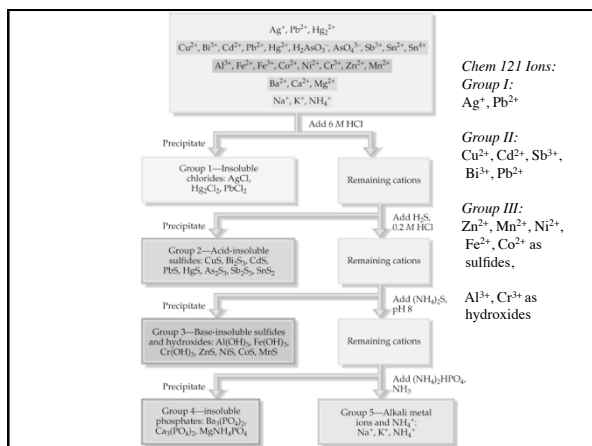 Ag⁺, Pb²⁺, Hg₂²⁺
Cu²⁺, Bi³⁺, Cd²⁺, Pb²⁺, Hg²⁺, H₂AsO₃⁻, AsO₄³⁻, Sb³⁺, Sn²⁺, Sn⁴⁺
Al³⁺, Fe²⁺, Fe³⁺, Co²⁺, Ni²⁺, Cr³⁺, Zn²⁺, Mn²⁺
Ba²⁺, Ca²⁺, Mg²⁺
Na⁺, K⁺, NH₄⁺
Add 6 M HCl
Precipitate
Group 1—Insoluble
chlorides: AgCl,
Hg₂Cl₂, PbCl₂
Remaining cations
Add H₂S,
0.2 M HCl
Precipitate
Group 2—Acid-insoluble
sulfides: CuS, Bi₂S₃, CdS,
PbS, HgS, As₂S₃, Sb₂S₃, SnS₂
Remaining cations
Add (NH₄)₂S,
pH 8
Precipitate
Group 3—Base-insoluble sulfides
and hydroxides: Al(OH)₃, Fe(OH)₃,
Cr(OH)₃, ZnS, NiS, CoS, MnS
Remaining cations
Add (NH₄)₂HPO₄,
NH₃
Precipitate
Group 4—insoluble
phosphates: Ba₃(PO₄)₂,
Ca₃(PO₄)₂, MgNH₄PO₄
Group 5—Alkali metal
ions and NH₄⁺:
Na⁺, K⁺, NH₄⁺
Chem 121 Ions:
Group I:
Ag⁺, Pb²⁺
Group II:
Cu²⁺, Cd²⁺, Sb³⁺,
Bi³⁺, Pb²⁺
Group III:
Zn²⁺, Mn²⁺, Ni²⁺,
Fe²⁺, Co²⁺ as
sulfides,
Al³⁺, Cr³⁺ as
hydroxides